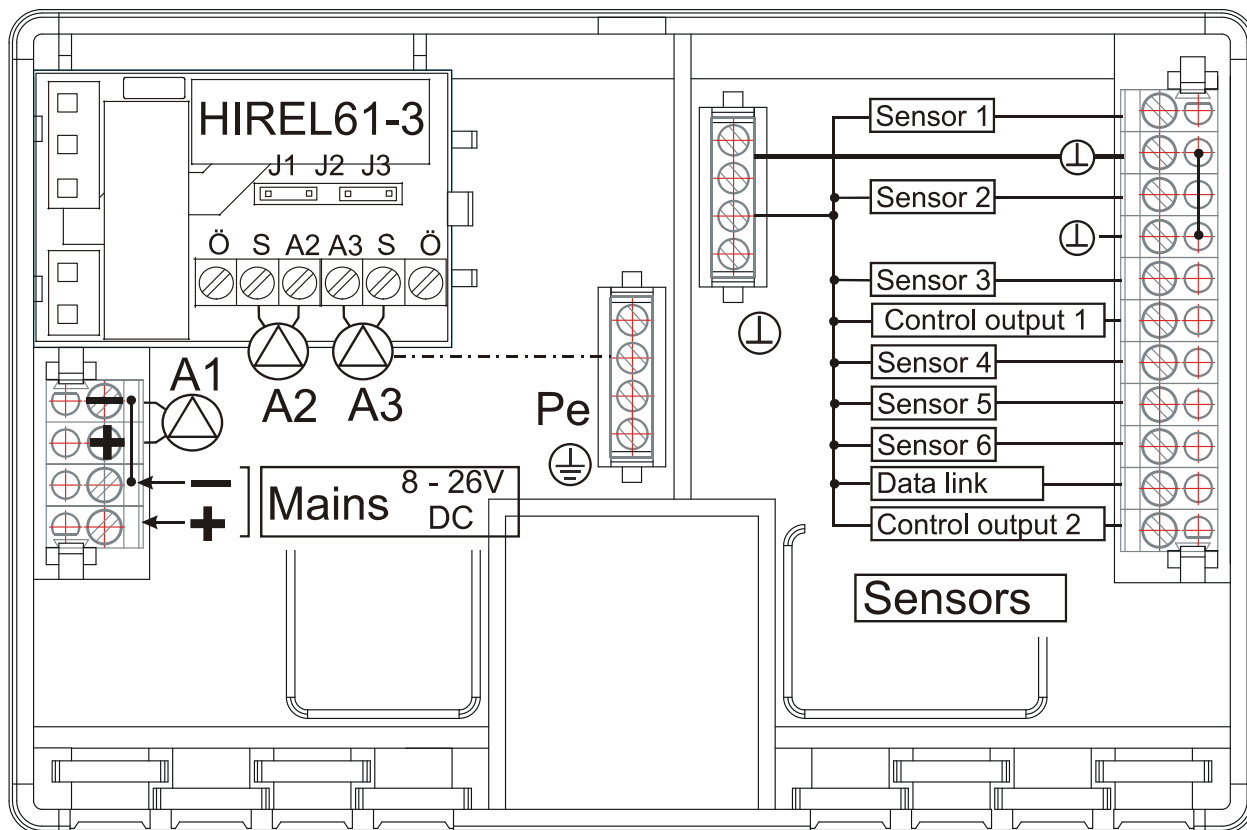 HIREL61-3
J1 J2 J3
Ö S A2 A3 S Ö
A1
A2 A3
Pe
Mains 8 - 26V DC
− +
− +
Sensor 1
Sensor 2
Sensor 3
Control output 1
Sensor 4
Sensor 5
Sensor 6
Data link
Control output 2
Sensors